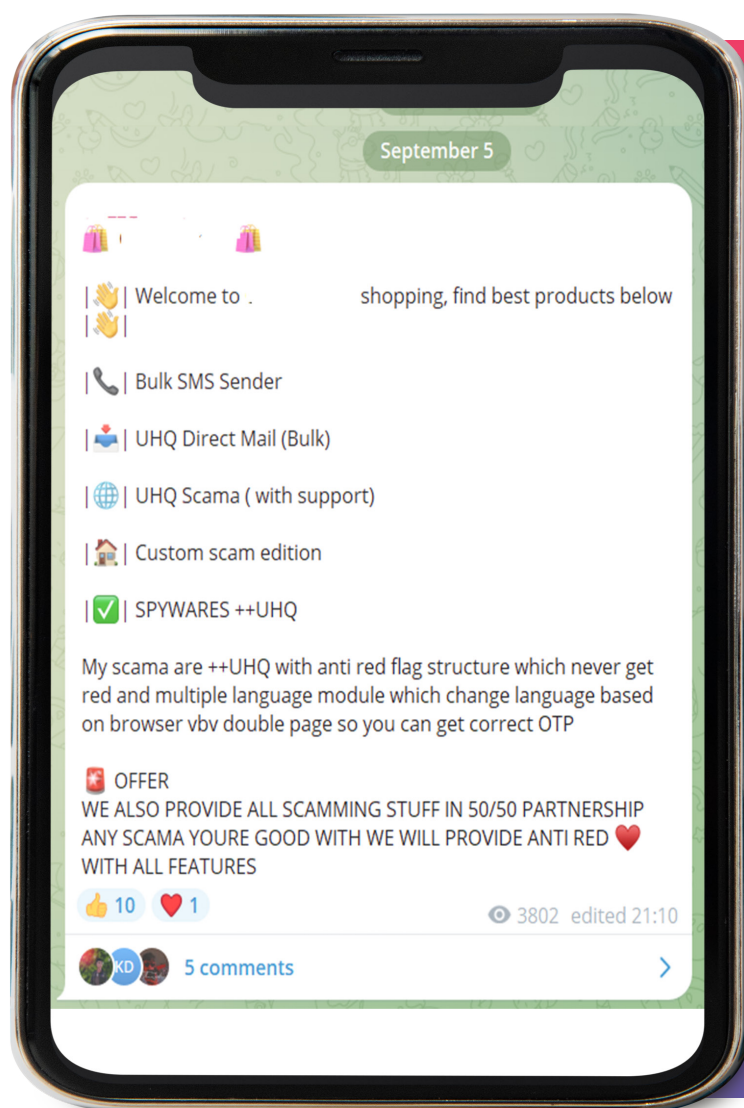 September 5
|👋| Welcome to . shopping, find best products below
|👋|
|📞| Bulk SMS Sender
|📥| UHQ Direct Mail (Bulk)
|🌐| UHQ Scama ( with support)
|🏠| Custom scam edition
|✅| SPYWARES ++UHQ
My scama are ++UHQ with anti red flag structure which never get
red and multiple language module which change language based
on browser vbv double page so you can get correct OTP
🚨 OFFER
WE ALSO PROVIDE ALL SCAMMING STUFF IN 50/50 PARTNERSHIP
ANY SCAMA YOURE GOOD WITH WE WILL PROVIDE ANTI RED ♥️
WITH ALL FEATURES
👍 10 ❤️ 1
3802 edited 21:10
KD 5 comments